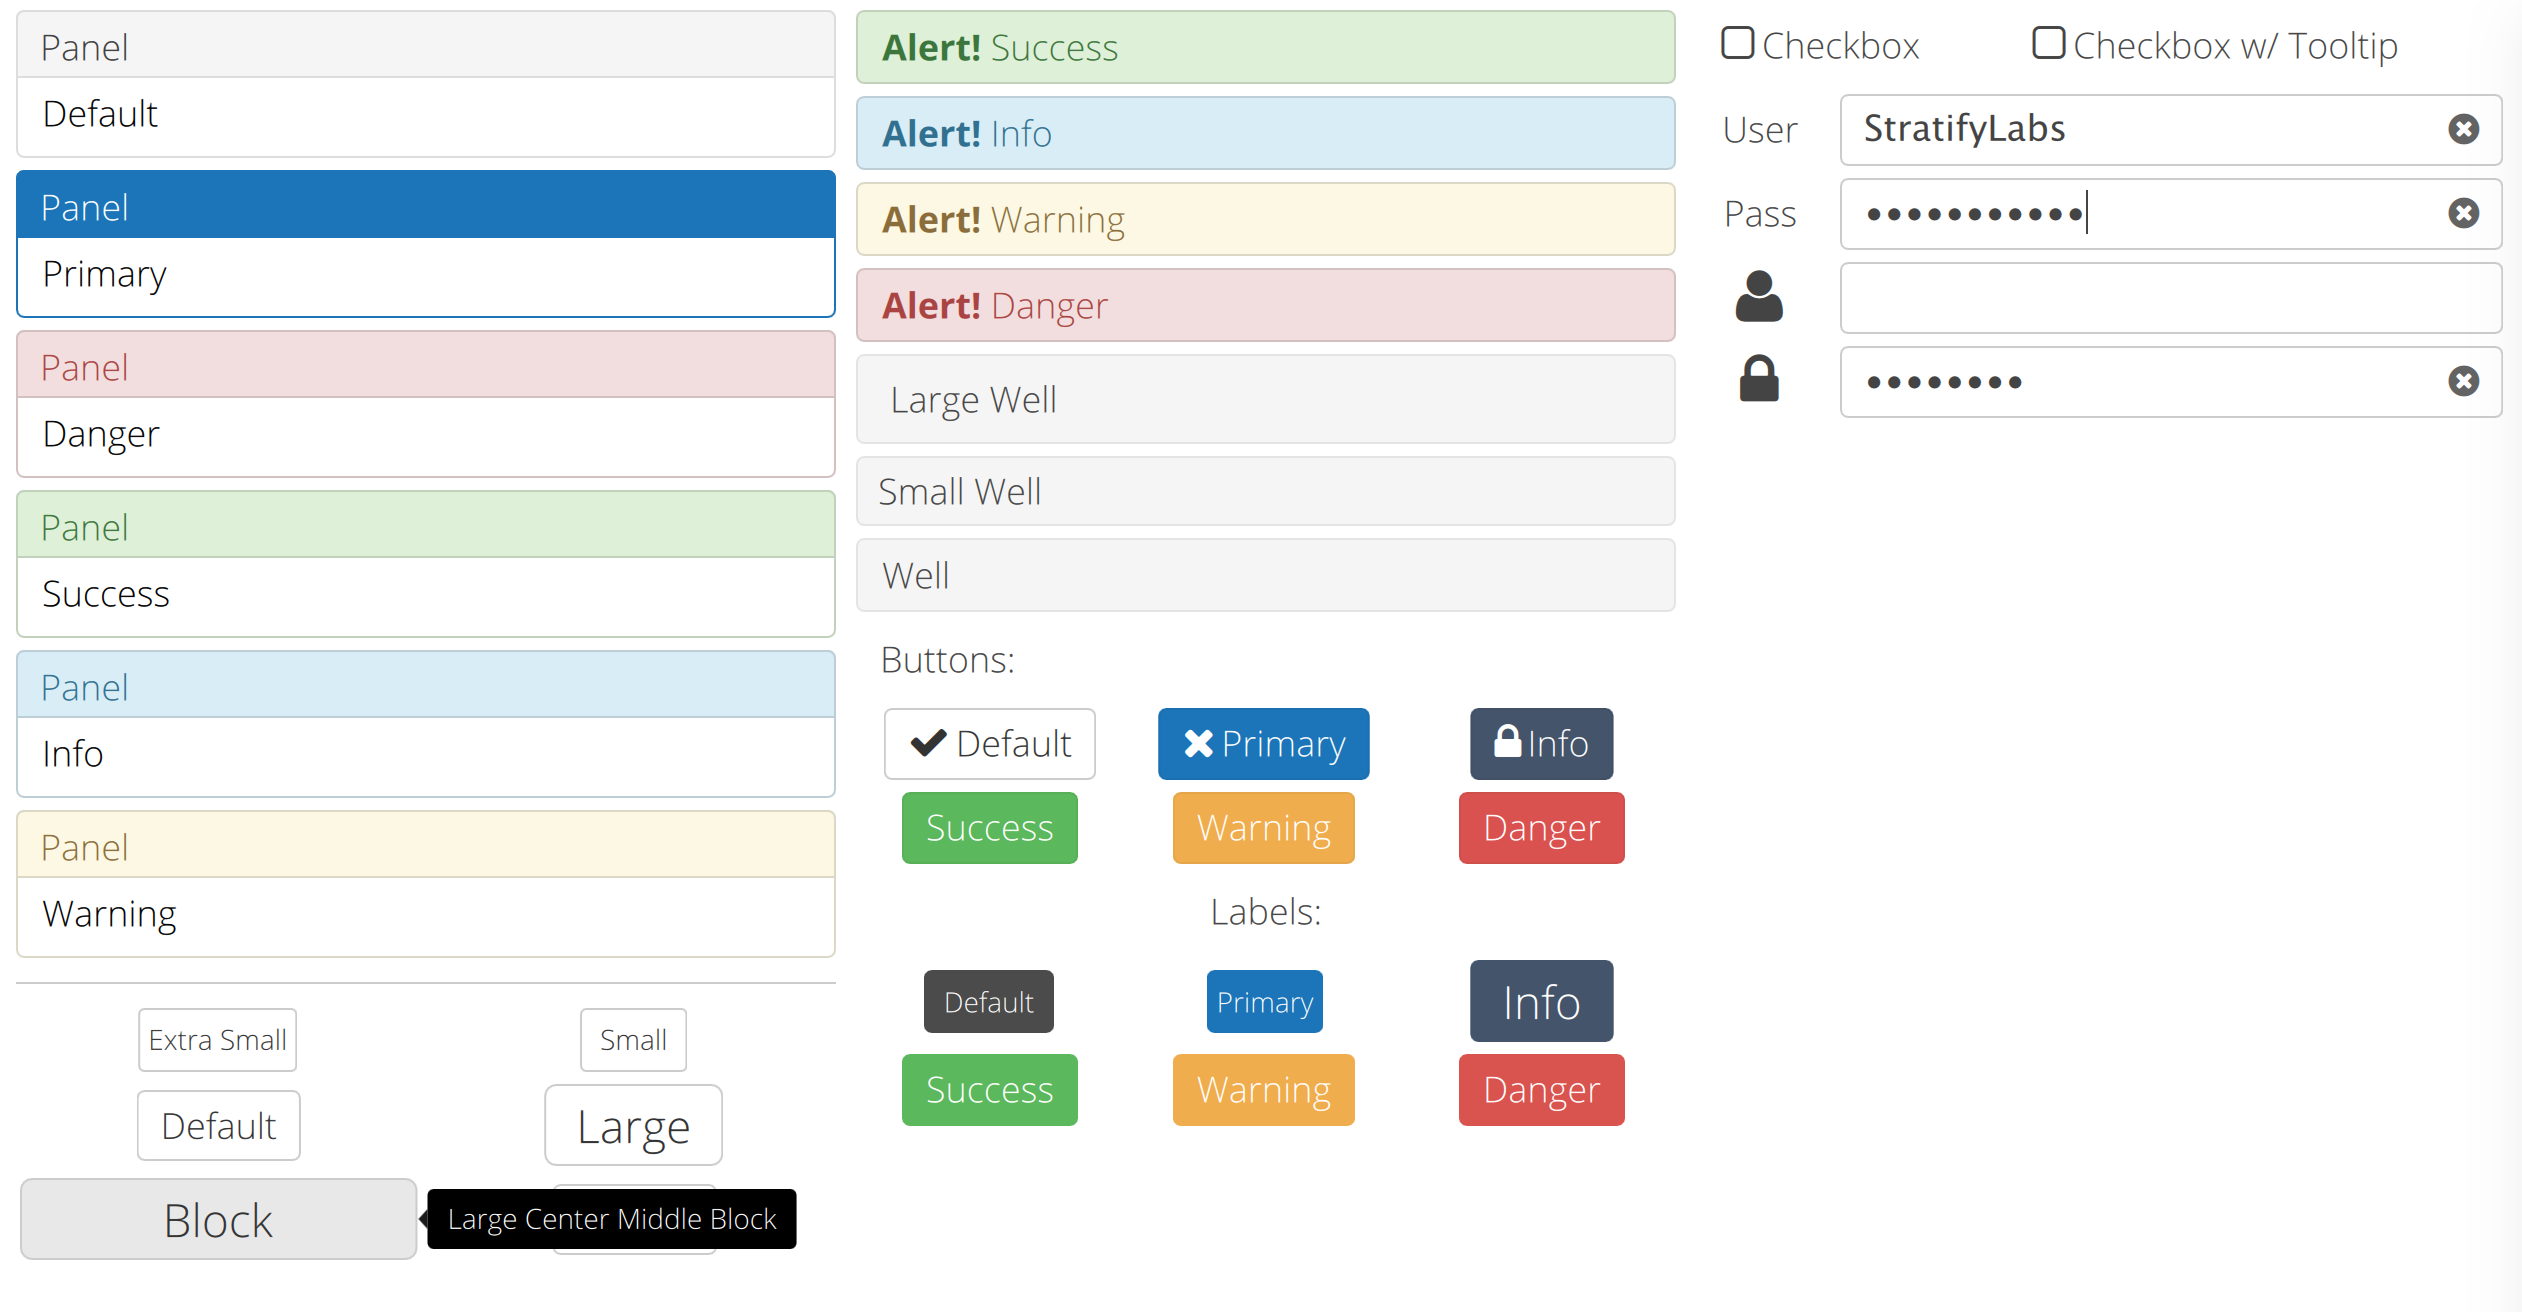 Panel
Default
Panel
Primary
Panel
Danger
Panel
Success
Panel
Info
Panel
Warning
Extra Small
Small
Default
Large
Block
Large Center Middle Block
Alert! Success
Alert! Info
Alert! Warning
Alert! Danger
Large Well
Small Well
Well
Buttons:
Default
Primary
Info
Success
Warning
Danger
Labels:
Default
Primary
Info
Success
Warning
Danger
Checkbox
Checkbox w/ Tooltip
User
StratifyLabs
Pass
•••••••••••
••••••••